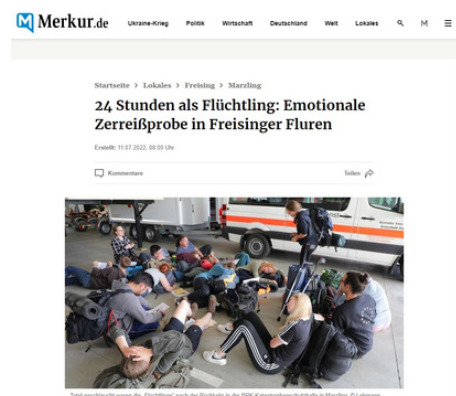 Merkur.de
Ukraine-Krieg Politik Wirtschaft Deutschland Welt Lokales
Startseite > Lokales > Freising > Marzling
24 Stunden als Flüchtling: Emotionale
Zerreißprobe in Freisinger Fluren
Erstellt: 11.07.2022, 08:00 Uhr
Kommentare Teilen